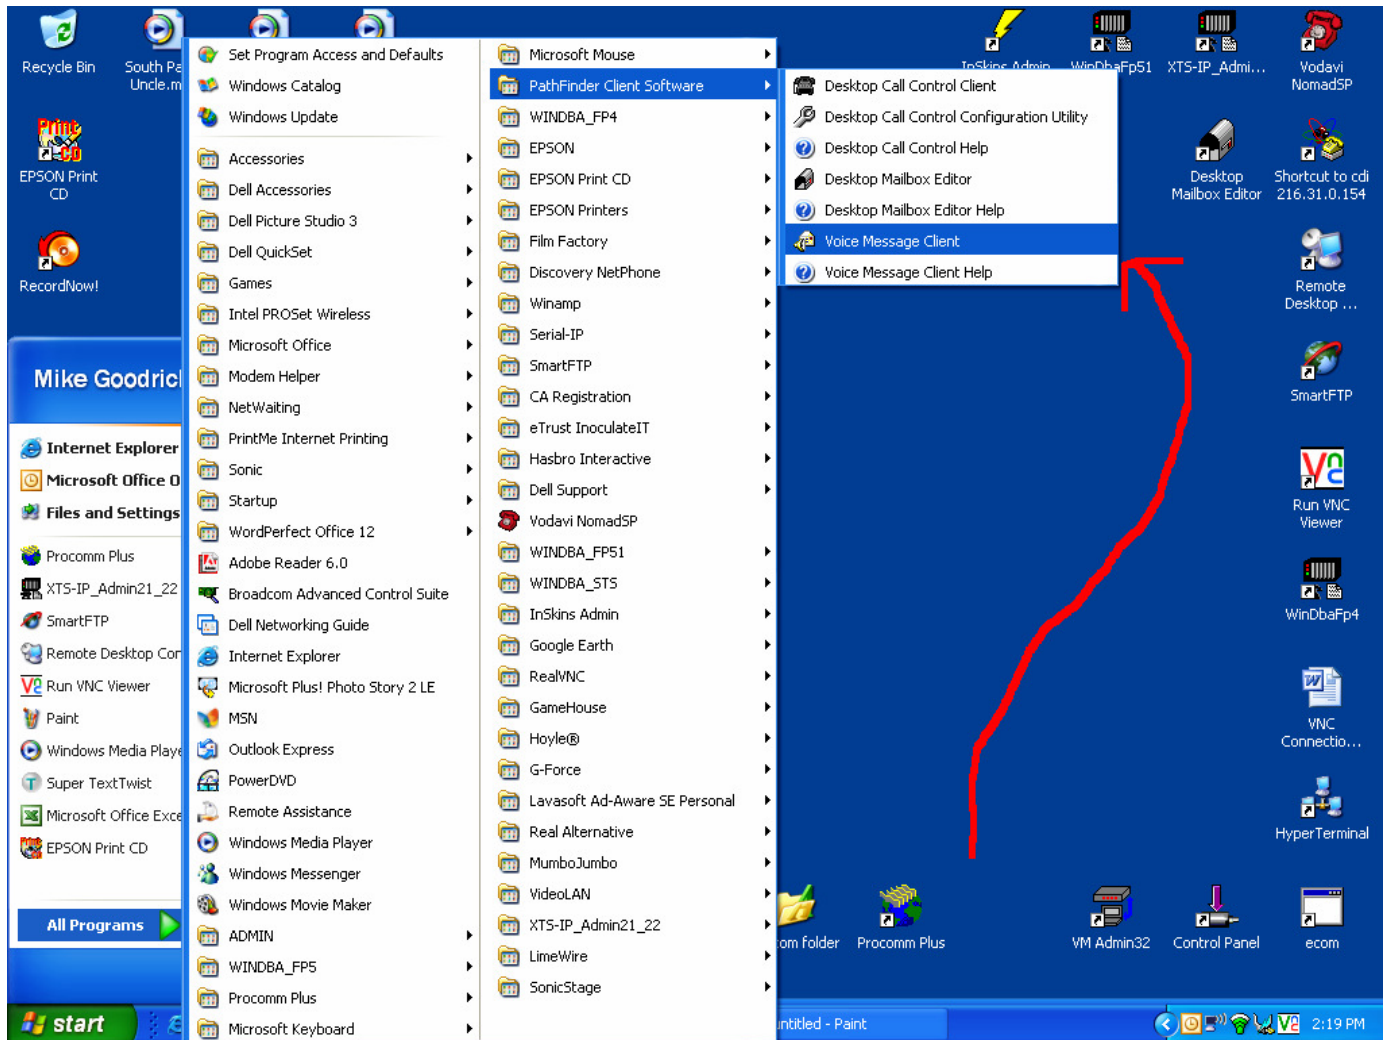 Recycle Bin
South Pa
Uncle.m
EPSON Print
CD
RecordNow!
Mike Goodric
Internet Explorer
Microsoft Office O
Files and Settings
Procomm Plus
XTS-IP_Admin21_22
SmartFTP
Remote Desktop Con
Run VNC Viewer
Paint
Windows Media Playe
Super TextTwist
Microsoft Office Exce
EPSON Print CD
All Programs
start
Set Program Access and Defaults
Windows Catalog
Windows Update
Accessories
Dell Accessories
Dell Picture Studio 3
Dell QuickSet
Games
Intel PROSet Wireless
Microsoft Office
Modem Helper
NetWaiting
PrintMe Internet Printing
Sonic
Startup
WordPerfect Office 12
Adobe Reader 6.0
Broadcom Advanced Control Suite
Dell Networking Guide
Internet Explorer
Microsoft Plus! Photo Story 2 LE
MSN
Outlook Express
PowerDVD
Remote Assistance
Windows Media Player
Windows Messenger
Windows Movie Maker
ADMIN
WINDBA_FP5
Procomm Plus
Microsoft Keyboard
Microsoft Mouse
PathFinder Client Software
WINDBA_FP4
EPSON
EPSON Print CD
EPSON Printers
Film Factory
Discovery NetPhone
Winamp
Serial-IP
SmartFTP
CA Registration
eTrust InoculateIT
Hasbro Interactive
Dell Support
Vodavi NomadSP
WINDBA_FP51
WINDBA_STS
InSkins Admin
Google Earth
RealVNC
GameHouse
Hoyle®
G-Force
Lavasoft Ad-Aware SE Personal
Real Alternative
MumboJumbo
VideoLAN
XTS-IP_Admin21_22
LimeWire
SonicStage
Desktop Call Control Client
Desktop Call Control Configuration Utility
Desktop Call Control Help
Desktop Mailbox Editor
Desktop Mailbox Editor Help
Voice Message Client
Voice Message Client Help
InSkins Admin
WinDbaFp51
XTS-IP_Admi...
Vodavi
NomadSP
Desktop
Mailbox Editor
Shortcut to cdi
216.31.0.154
Remote
Desktop ...
SmartFTP
Run VNC
Viewer
WinDbaFp4
VNC
Connectio...
HyperTerminal
com folder
Procomm Plus
VM Admin32
Control Panel
ecom
untitled - Paint
2:19 PM